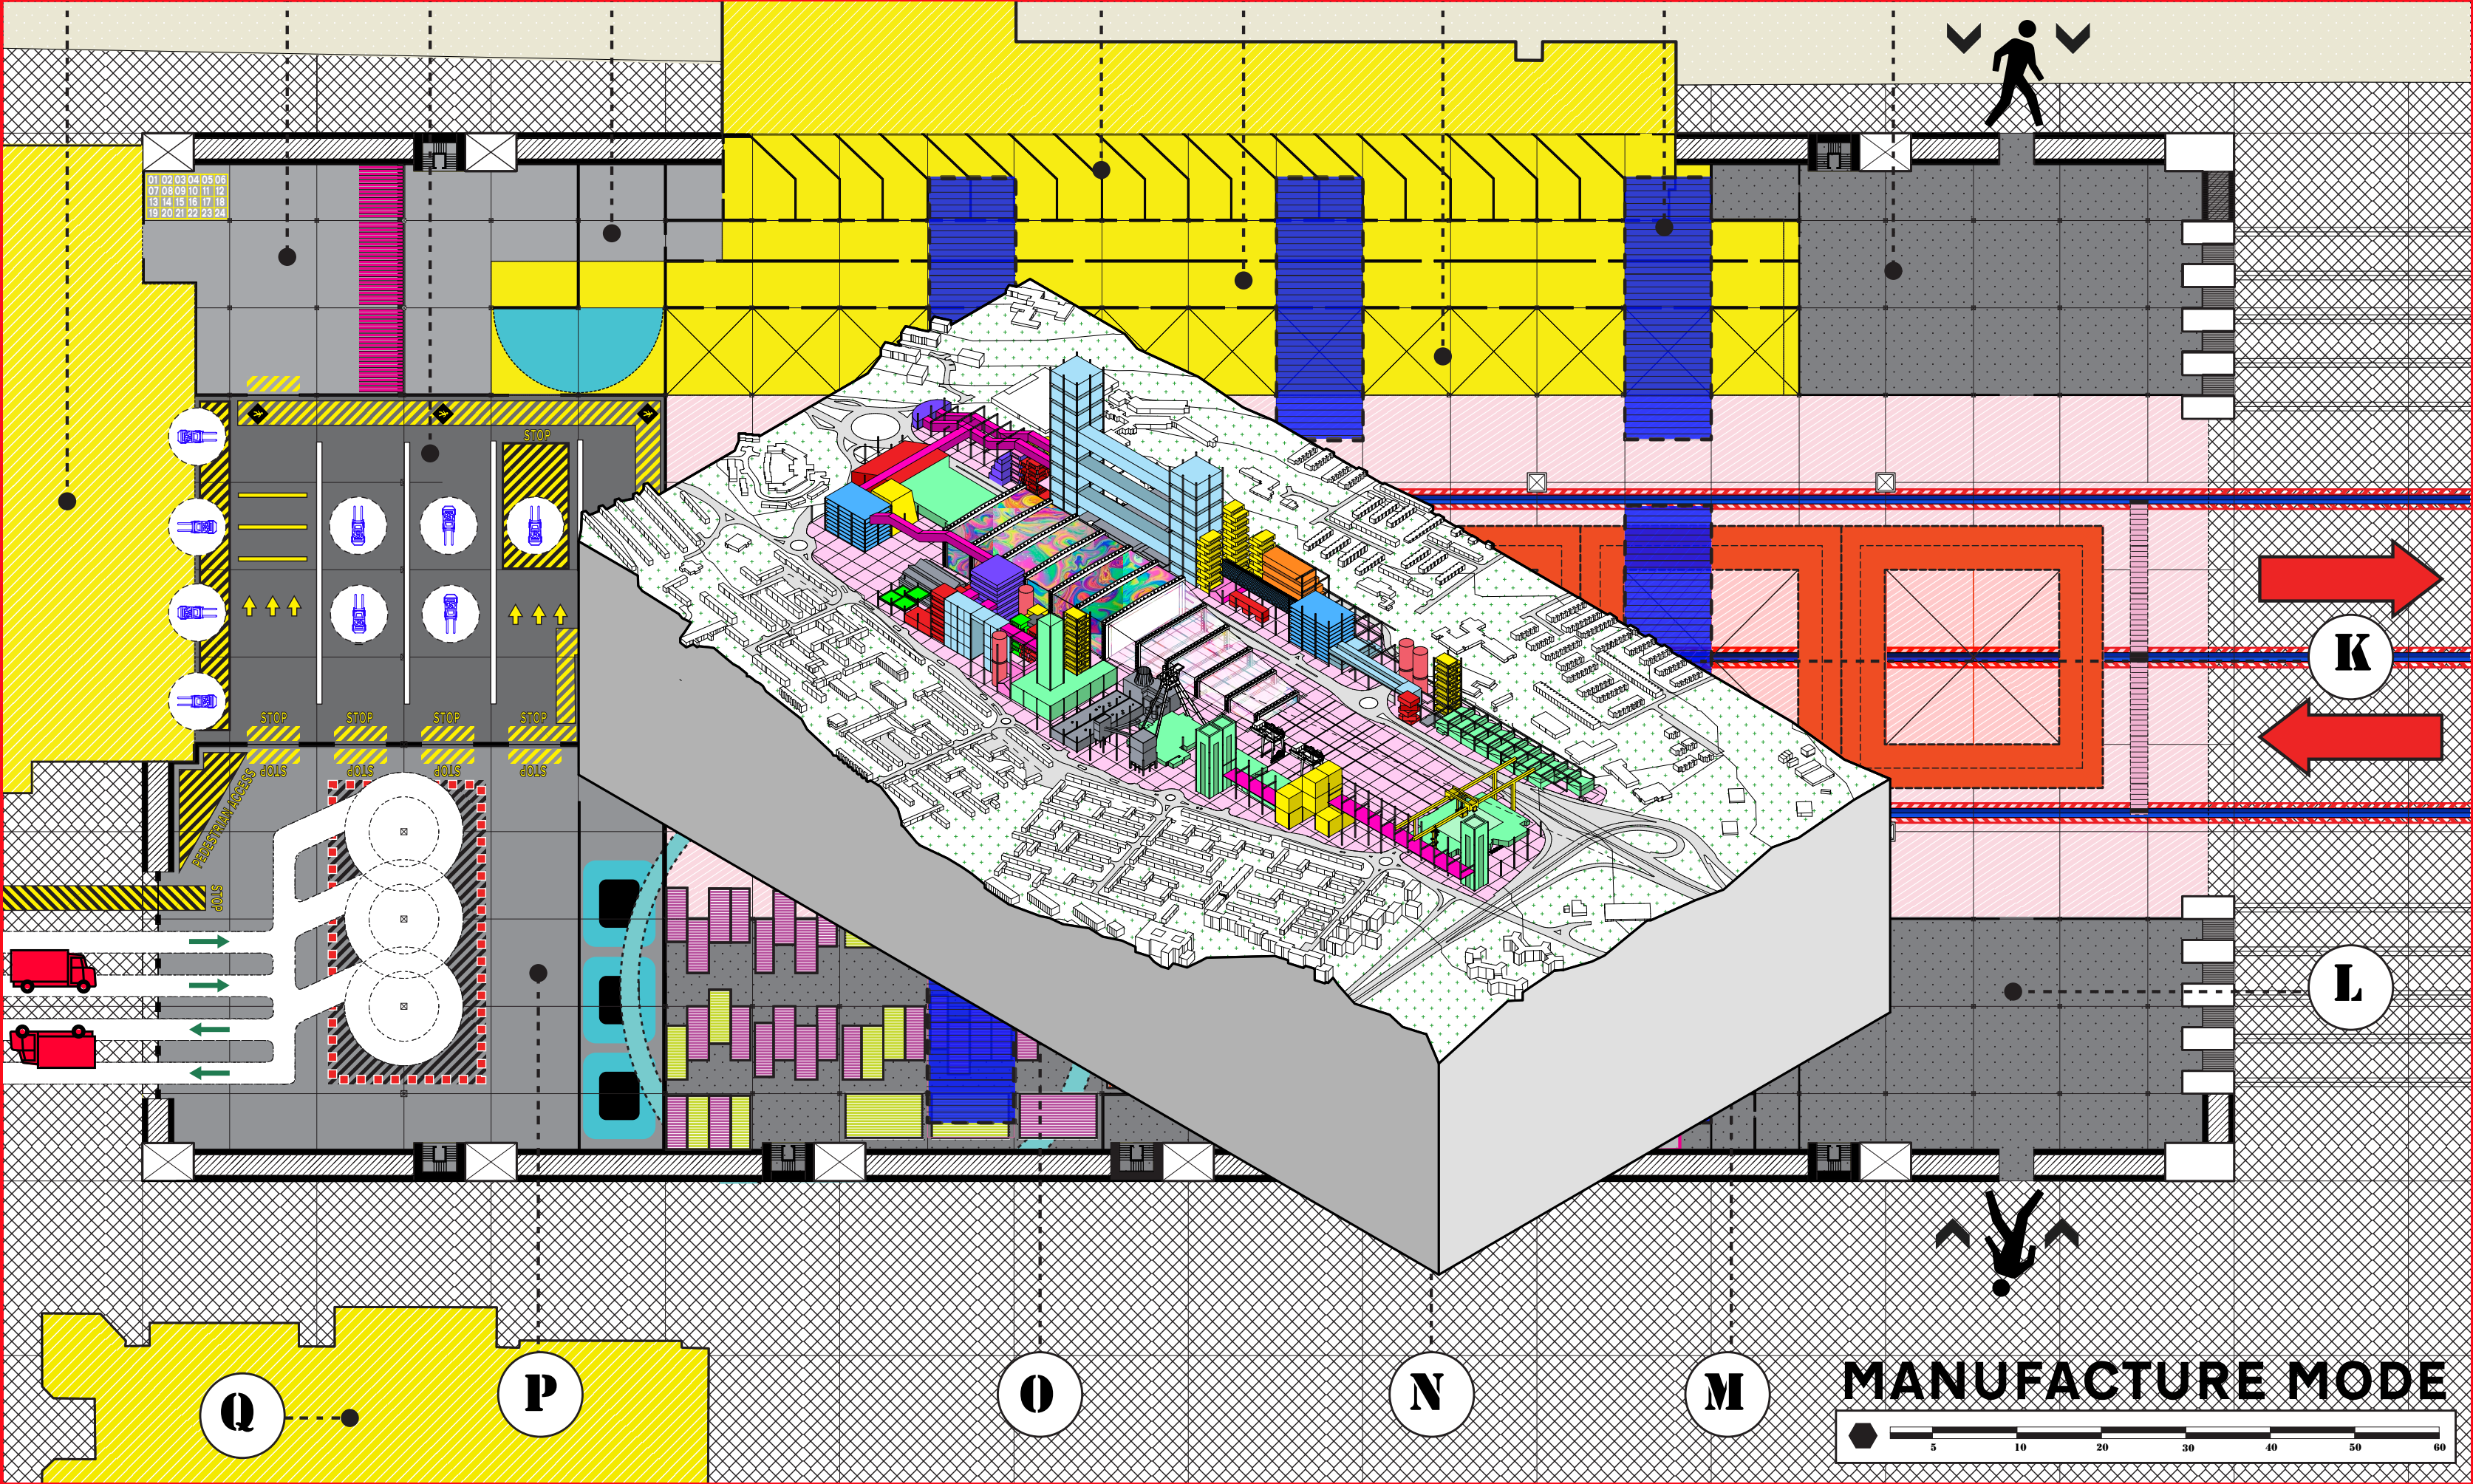 01 02 03 04 05 06
07 08 09 10 11 12
13 14 15 16 17 18
19 20 21 22 23 24
STOP
STOP STOP STOP STOP
STOP STOP STOP STOP
PEDESTRIAN ACCESS
STOP
K
L
Q P O N M
MANUFACTURE MODE
5 10 20 30 40 50 60